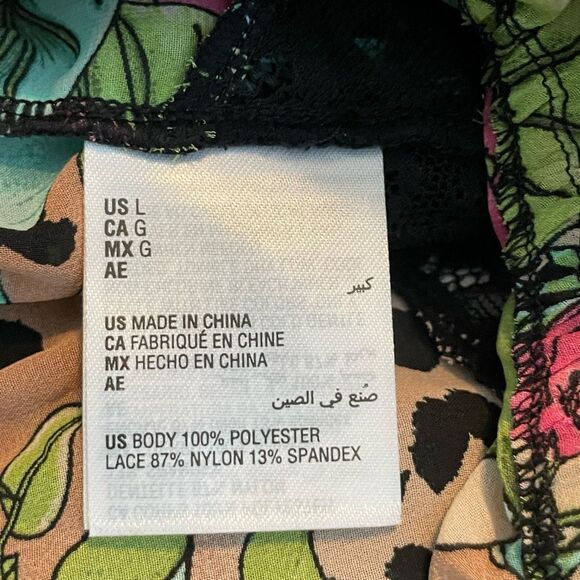 US L
CA G
MX G
AE
كبير
US MADE IN CHINA
CA FABRIQUÉ EN CHINE
MX HECHO EN CHINA
AE
صُنع في الصين
US BODY 100% POLYESTER
LACE 87% NYLON 13% SPANDEX